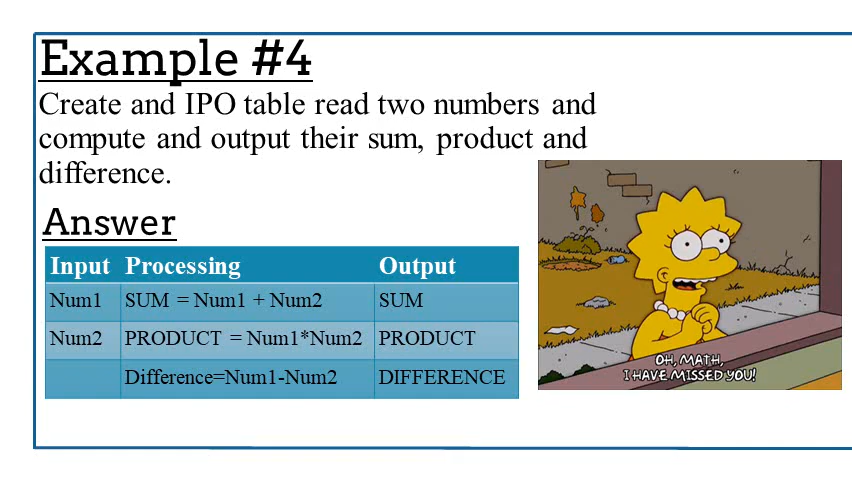 Example #4
Create and IPO table read two numbers and
compute and output their sum, product and
difference.
Answer
Input Processing Output
Num1 SUM = Num1 + Num2 SUM
Num2 PRODUCT = Num1*Num2 PRODUCT
Difference=Num1-Num2 DIFFERENCE
OH, MATH,
I HAVE MISSED YOU!